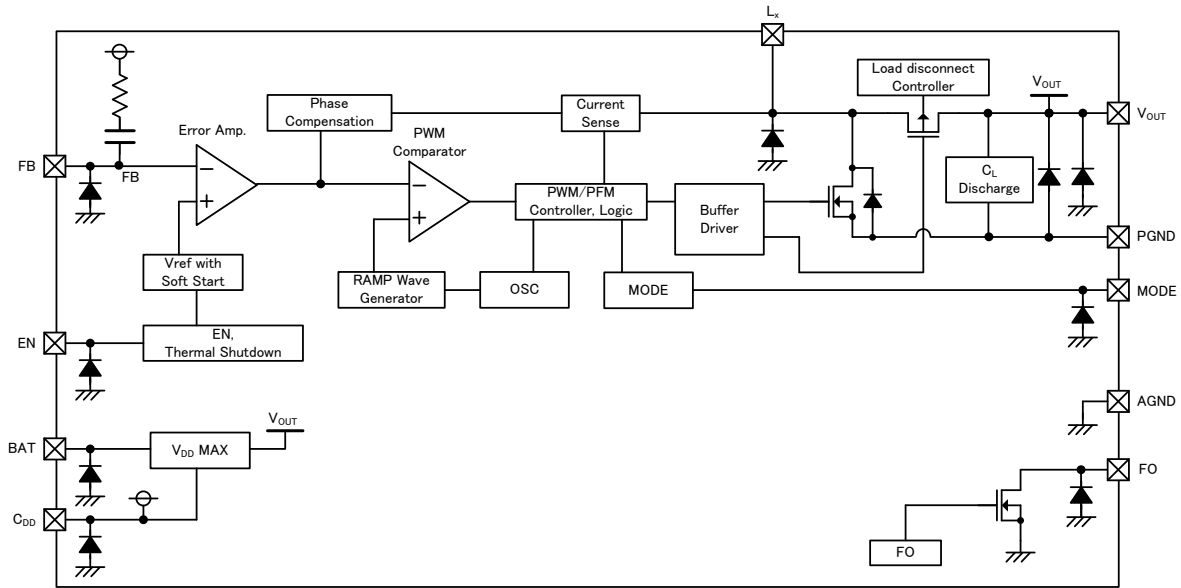 Lx
Load disconnect
Controller
VOUT
VOUT
Phase
Compensation
Current
Sense
Error Amp.
PWM
Comparator
FB
FB
−
+
−
+
PWM/PFM
Controller, Logic
Buffer
Driver
CL
Discharge
PGND
Vref with
Soft Start
RAMP Wave
Generator
OSC
MODE
MODE
EN
EN,
Thermal Shutdown
AGND
VOUT
BAT
VDD MAX
FO
CDD
FO